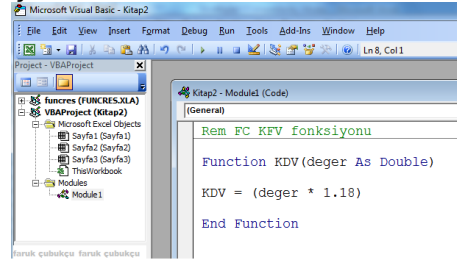 Microsoft Visual Basic - Kitap2
File Edit View Insert Format Debug Run Tools Add-Ins Window Help
Ln 8, Col 1
Project - VBAProject
funcres (FUNCRES.XLA)
VBAProject (Kitap2)
Microsoft Excel Objects
Sayfa1 (Sayfa1)
Sayfa2 (Sayfa2)
Sayfa3 (Sayfa3)
ThisWorkbook
Modules
Module1
faruk çubukçu faruk çubukçu
Kitap2 - Module1 (Code)
(General)
Rem FC KFV fonksiyonu
Function KDV(deger As Double)
KDV = (deger * 1.18)
End Function